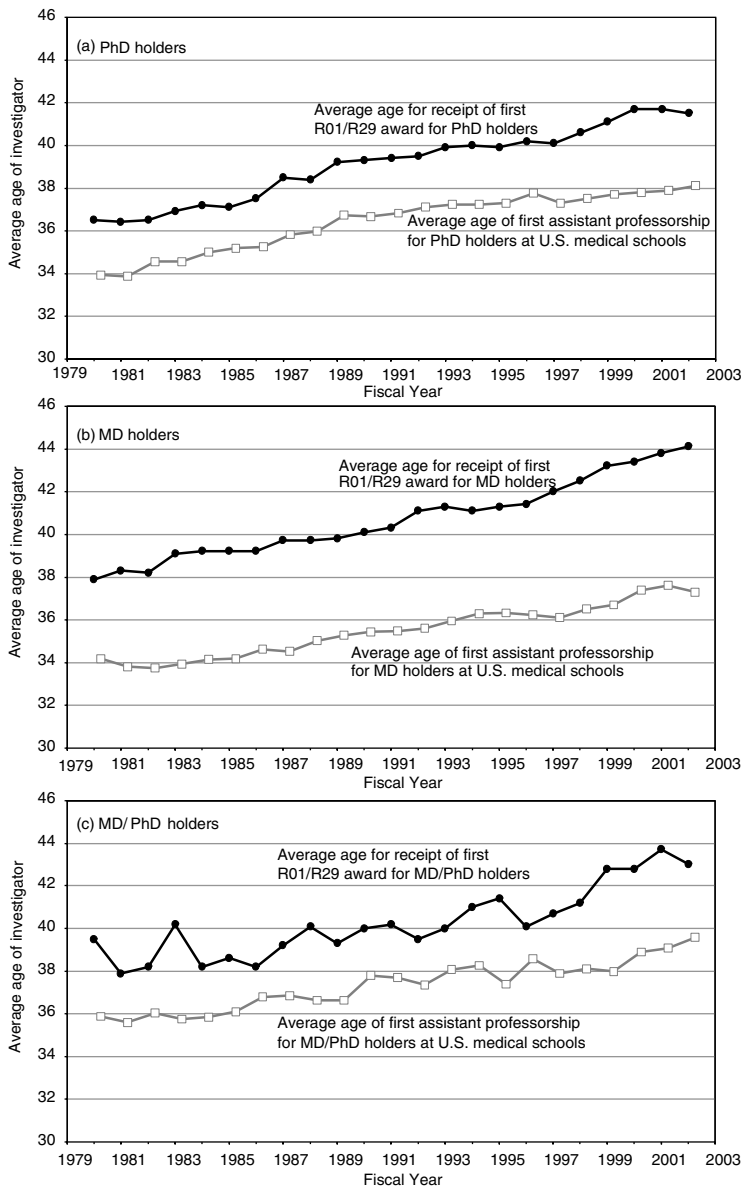 46
(a) PhD holders
44
Average age for receipt of first
R01/R29 award for PhD holders
42
40
38
Average age of first assistant professorship
for PhD holders at U.S. medical schools
36
34
32
30
Average age of investigator
1979 1981 1983 1985 1987 1989 1991 1993 1995 1997 1999 2001 2003
Fiscal Year
46
(b) MD holders
44
Average age for receipt of first
R01/R29 award for MD holders
42
40
38
36
Average age of first assistant professorship
for MD holders at U.S. medical schools
34
32
30
Average age of investigator
1979 1981 1983 1985 1987 1989 1991 1993 1995 1997 1999 2001 2003
Fiscal Year
46
(c) MD/PhD holders
44
Average age for receipt of first
R01/R29 award for MD/PhD holders
42
40
38
36
Average age of first assistant professorship
for MD/PhD holders at U.S. medical schools
34
32
30
Average age of investigator
1979 1981 1983 1985 1987 1989 1991 1993 1995 1997 1999 2001 2003
Fiscal Year